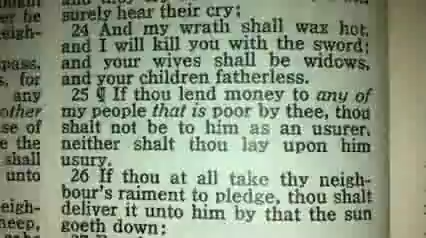 surely hear their cry;
24 And my wrath shall wax hot,
and I will kill you with the sword;
and your wives shall be widows,
and your children fatherless.
25 ¶ If thou lend money to any of
my people that is poor by thee, thou
shalt not be to him as an usurer,
neither shalt thou lay upon him
usury.
26 If thou at all take thy neigh-
bour's raiment to pledge, thou shalt
deliver it unto him by that the sun
goeth down: